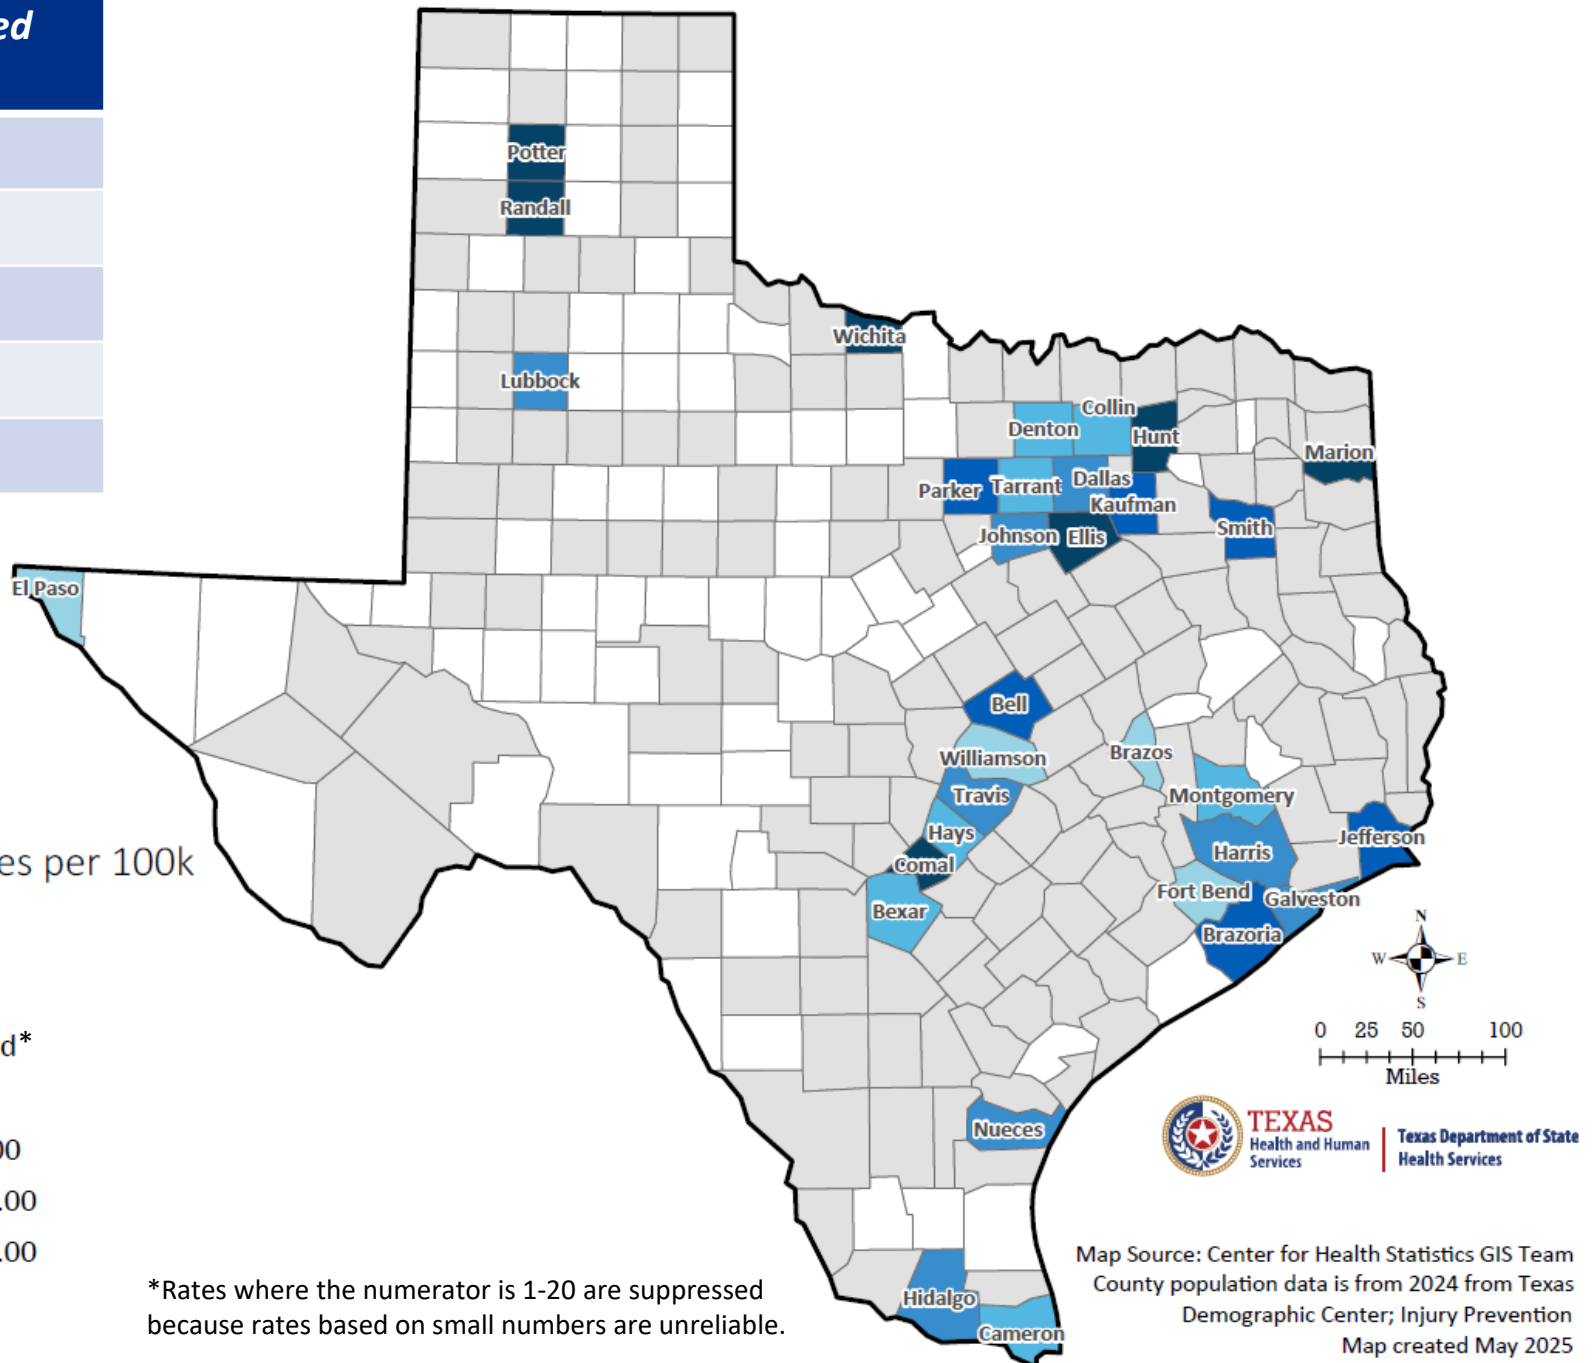 ed
Potter
Randall
Wichita
Lubbock
Collin
Denton
Hunt
Marion
Parker
Tarrant
Dallas
Kaufman
Smith
Johnson
Ellis
El Paso
Bell
Williamson
Brazos
Travis
Montgomery
Hays
Jefferson
Comal
Harris
es per 100k
Fort Bend
Galveston
Bexar
Brazoria
N
W
E
S
d*
0 25 50 100
Miles
Nueces
TEXAS
Health and Human
Services
Texas Department of State
Health Services
00
.00
.00
Hidalgo
Cameron
*Rates where the numerator is 1-20 are suppressed
because rates based on small numbers are unreliable.
Map Source: Center for Health Statistics GIS Team
County population data is from 2024 from Texas
Demographic Center; Injury Prevention
Map created May 2025